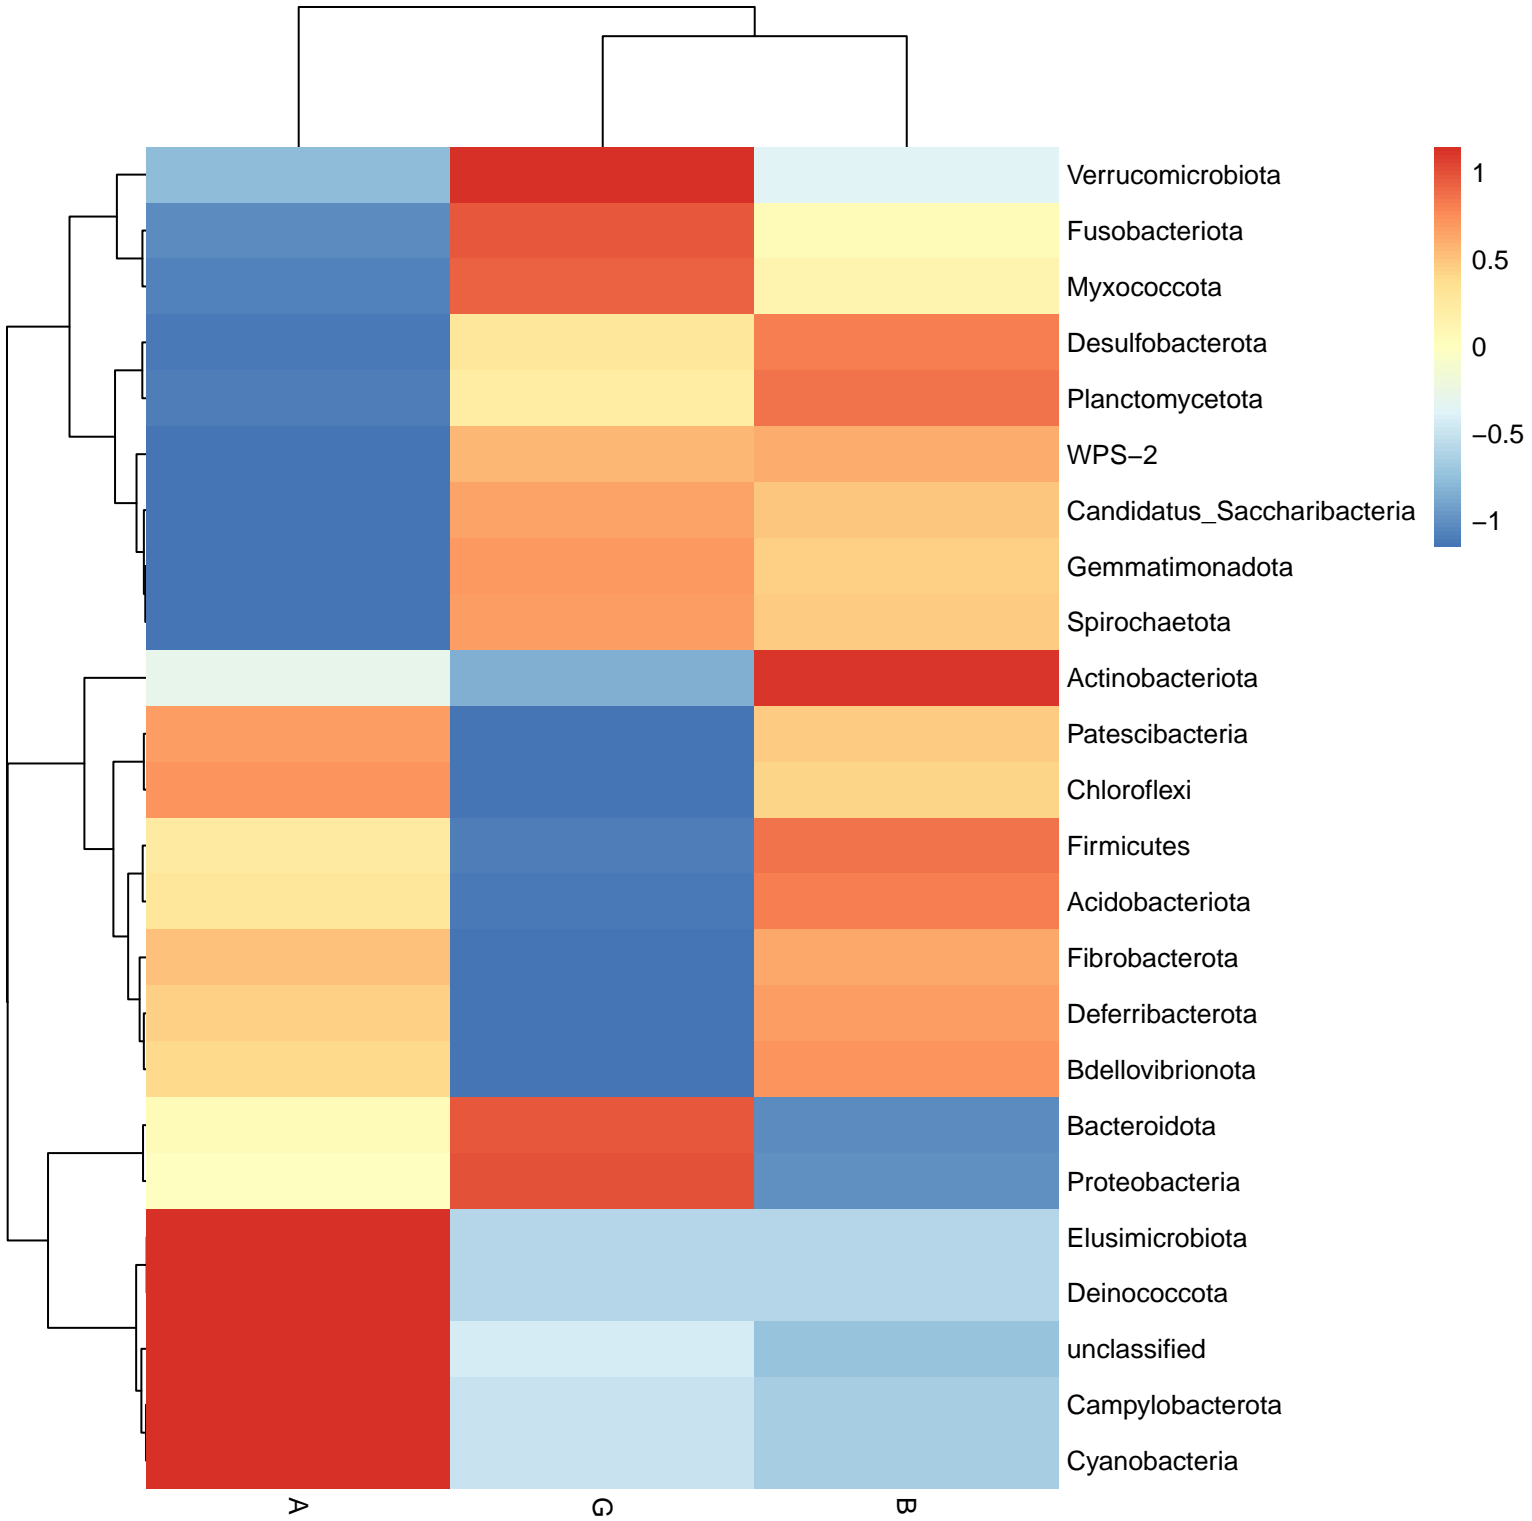 Verrucomicrobiota
Fusobacteriota
Myxococcota
Desulfobacterota
Planctomycetota
WPS−2
Candidatus_Saccharibacteria
Gemmatimonadota
Spirochaetota
Actinobacteriota
Patescibacteria
Chloroflexi
Firmicutes
Acidobacteriota
Fibrobacterota
Deferribacterota
Bdellovibrionota
Bacteroidota
Proteobacteria
Elusimicrobiota
Deinococcota
unclassified
Campylobacterota
Cyanobacteria
A
G
B
1
0.5
0
−0.5
−1